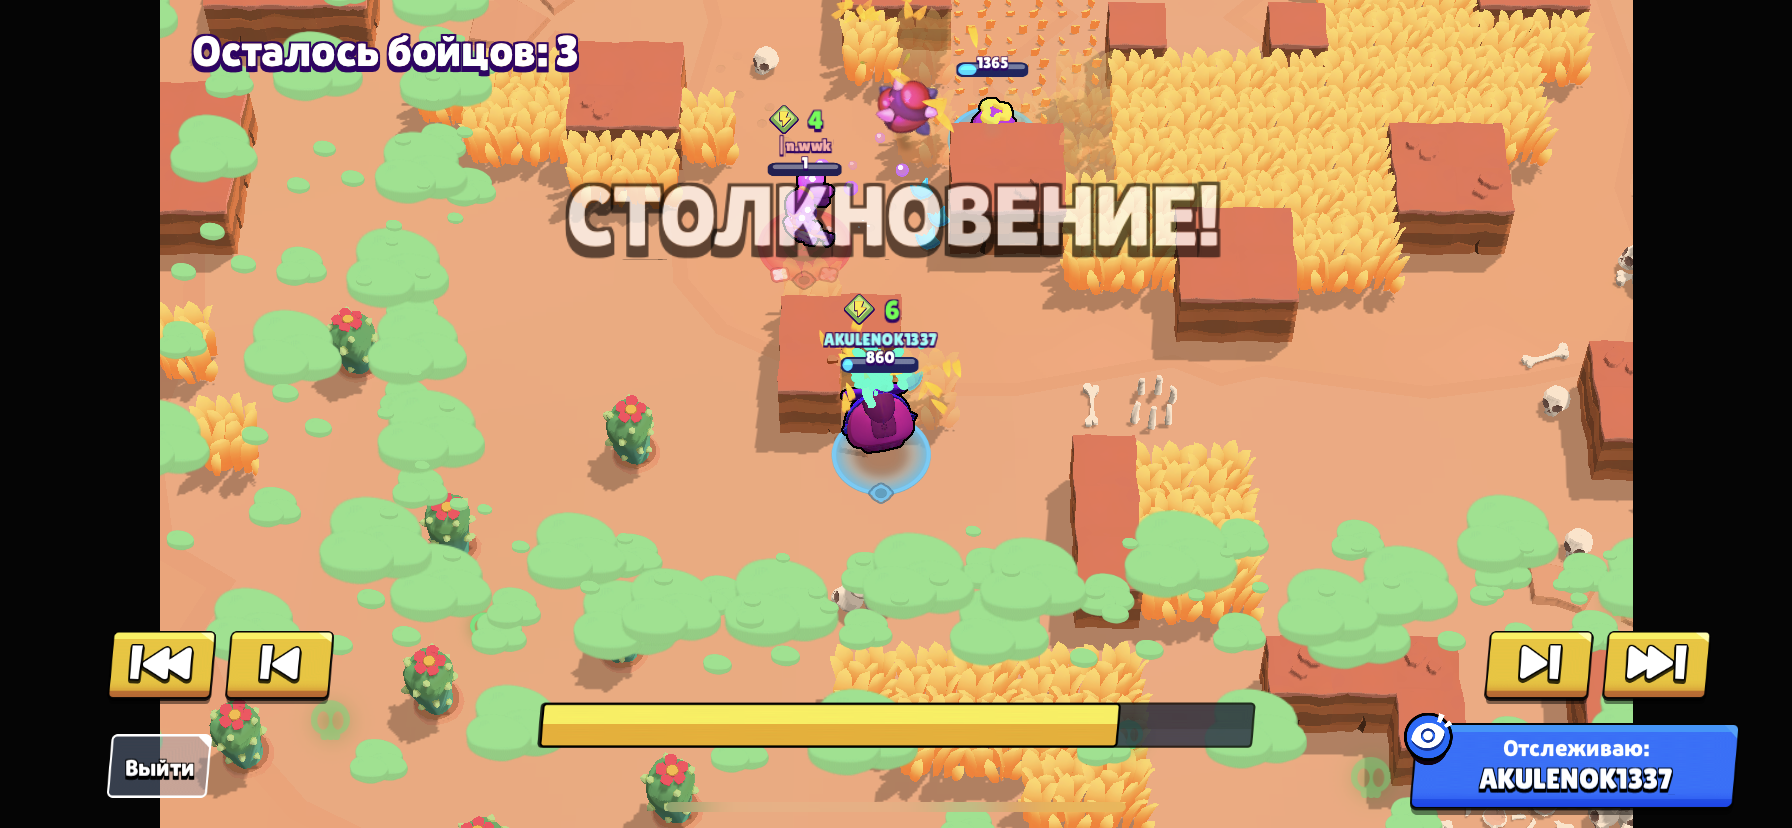 Осталось бойцов: 3
1365
4
n.wwk
1
СТОЛКНОВЕНИЕ!
6
AKULENOK1337
860
Выйти
Отслеживаю:
AKULENOK1337